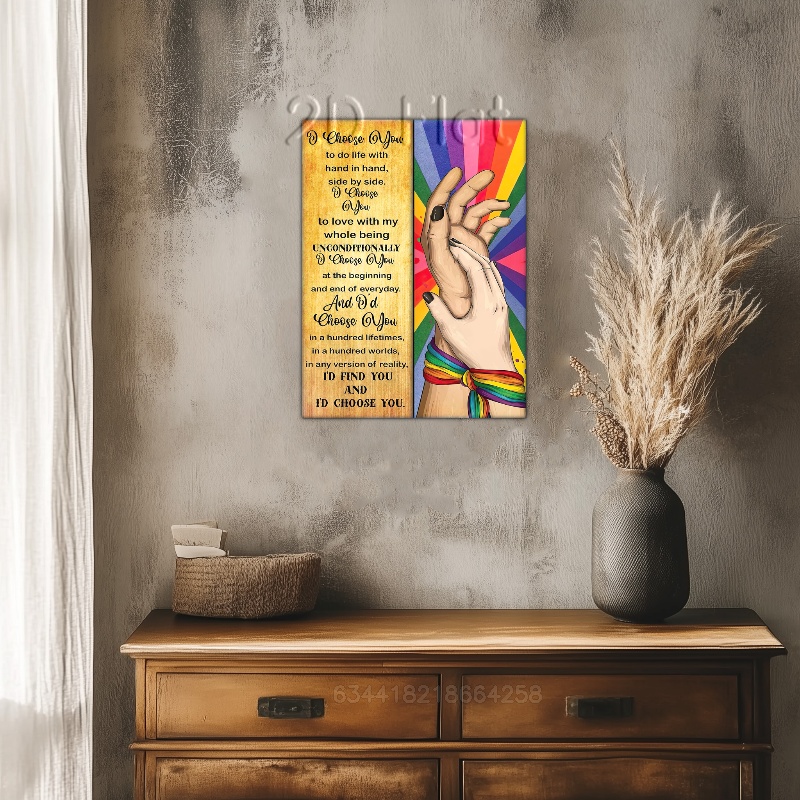 2D Flat
I Choose You
to do life with
hand in hand,
side by side.
I Choose
You
to love with my
whole being
UNCONDITIONALLY
I Choose You
at the beginning
and end of everyday.
And I'd
Choose You
in a hundred lifetimes,
in a hundred worlds,
in any version of reality,
I'D FIND YOU
AND
I'D CHOOSE YOU.
634418218664258